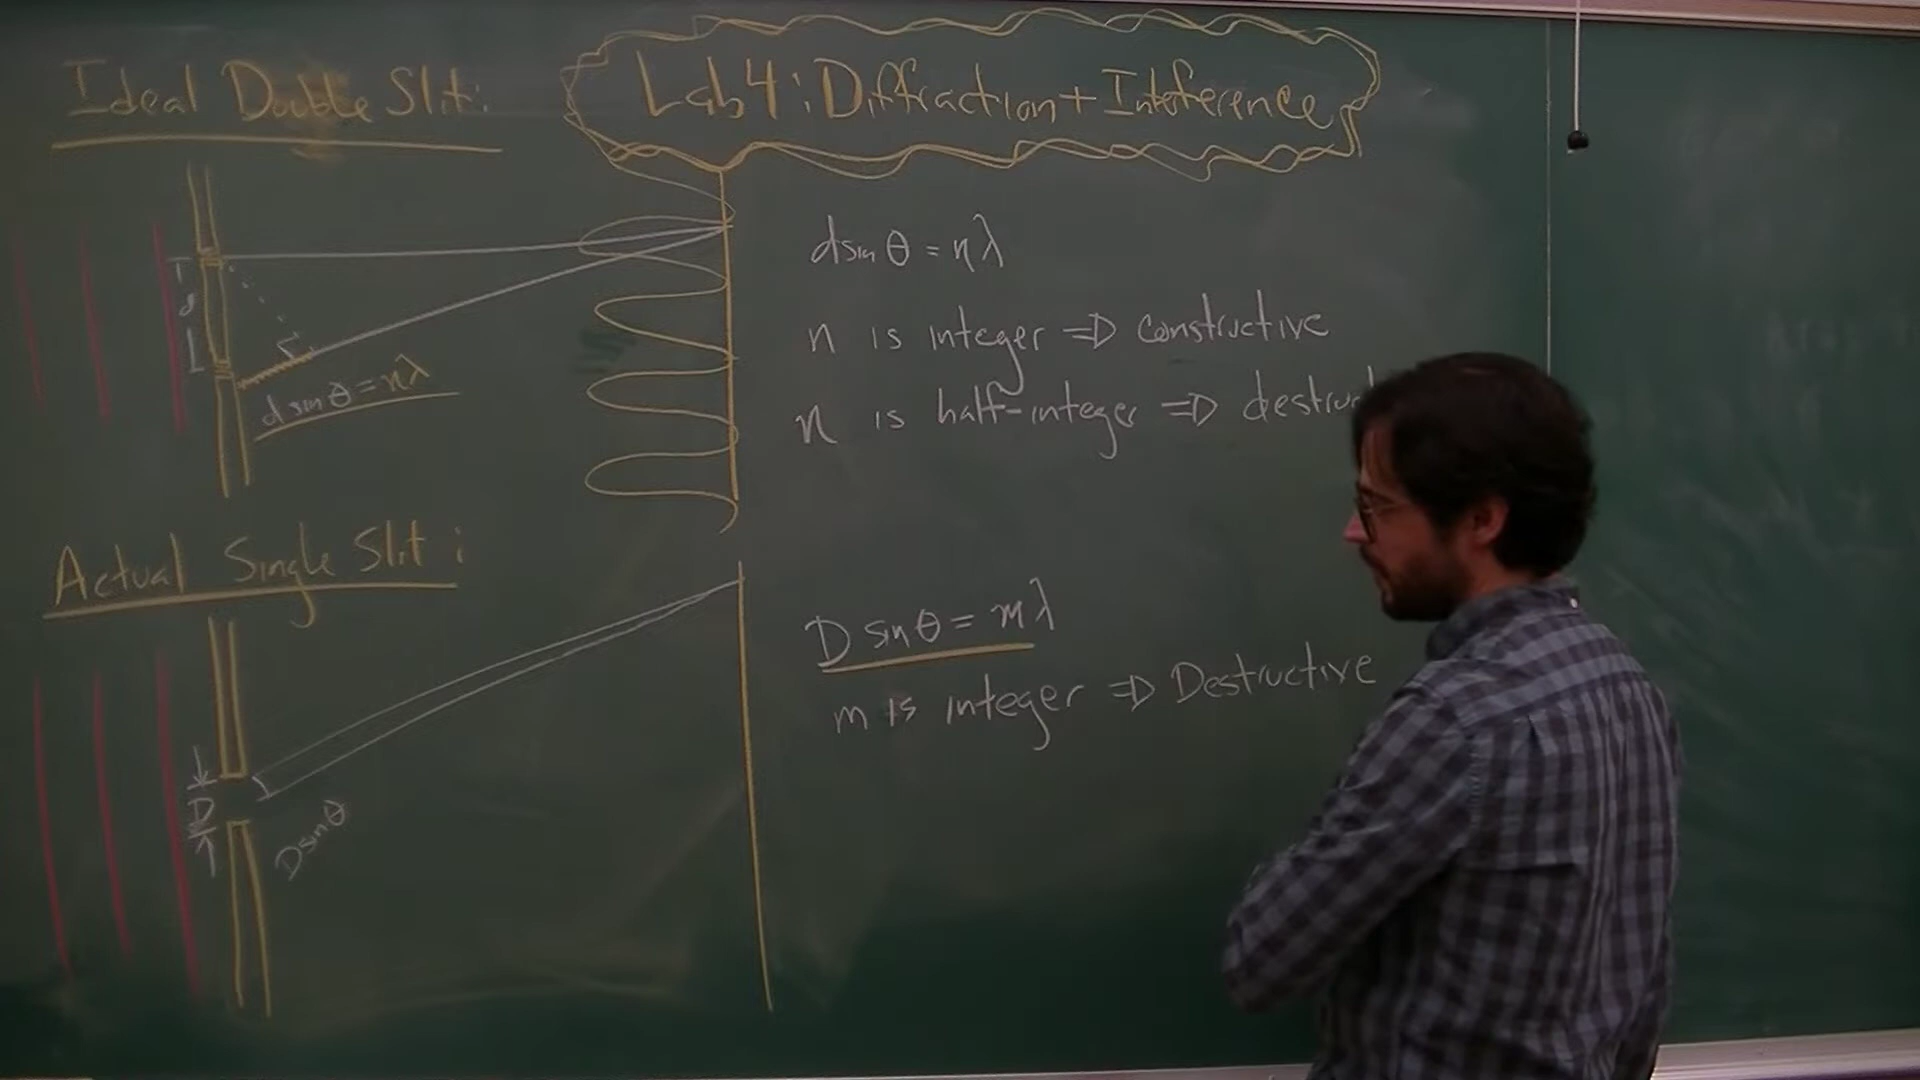 Lab 4: Diffraction + Interference
Ideal Double Slit:
d
d sin θ = nλ
d sin θ = nλ
n is integer ⇒ constructive
n is half-integer ⇒ destruct
Actual Single Slit:
D
D sin θ
D sin θ = mλ
m is integer ⇒ Destructive